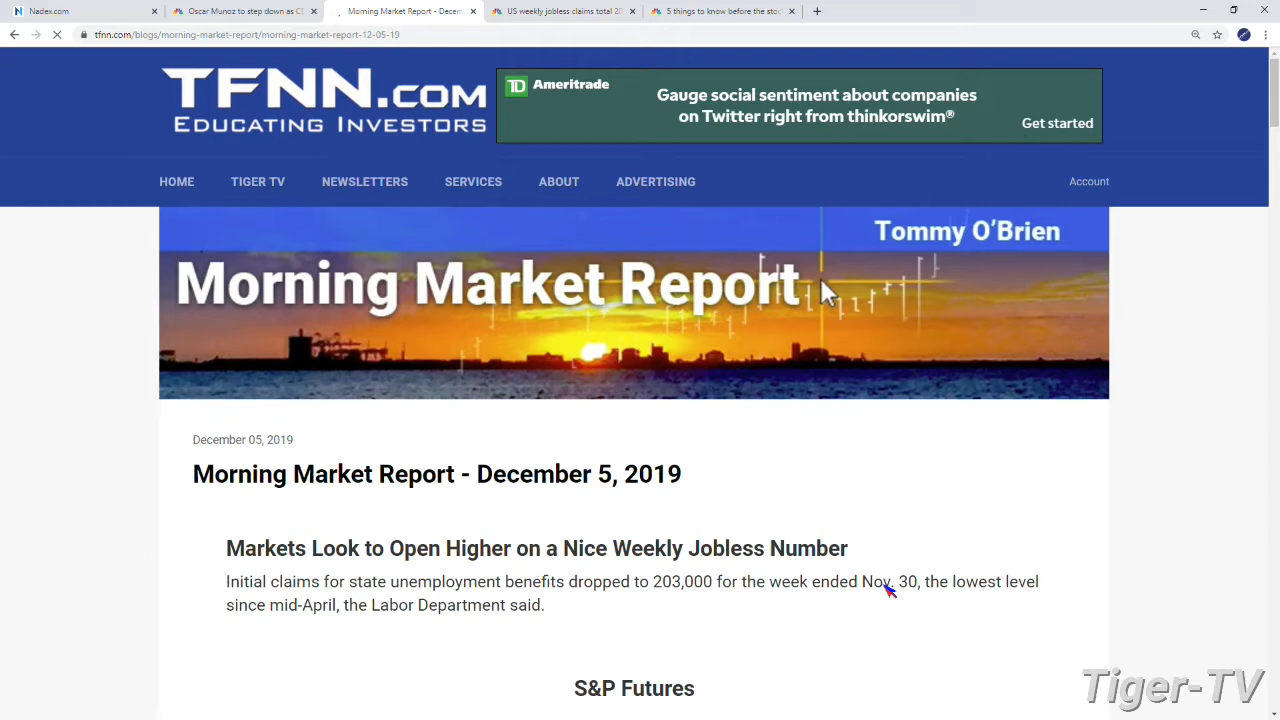 Nadex.com
Oscar Munoz to step down as CE
Morning Market Report - Decem
US weekly jobless claims total 20
5 things to know before the stoc
tfnn.com/blogs/morning-market-report/morning-market-report-12-05-19
TFNN.COM
EDUCATING INVESTORS
TD Ameritrade
Gauge social sentiment about companies
on Twitter right from thinkorswim®
Get started
HOME
TIGER TV
NEWSLETTERS
SERVICES
ABOUT
ADVERTISING
Account
Tommy O'Brien
Morning Market Report
December 05, 2019
Morning Market Report - December 5, 2019
Markets Look to Open Higher on a Nice Weekly Jobless Number
Initial claims for state unemployment benefits dropped to 203,000 for the week ended Nov. 30, the lowest level
since mid-April, the Labor Department said.
S&P Futures
Tiger-TV